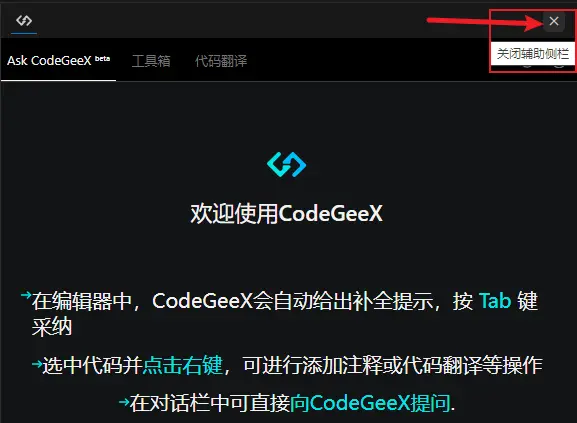 Ask CodeGeeX beta 工具箱 代码翻译
关闭辅助侧栏
欢迎使用CodeGeeX
在编辑器中，CodeGeeX会自动给出补全提示，按 Tab 键
采纳
选中代码并点击右键，可进行添加注释或代码翻译等操作
在对话栏中可直接向CodeGeeX提问.